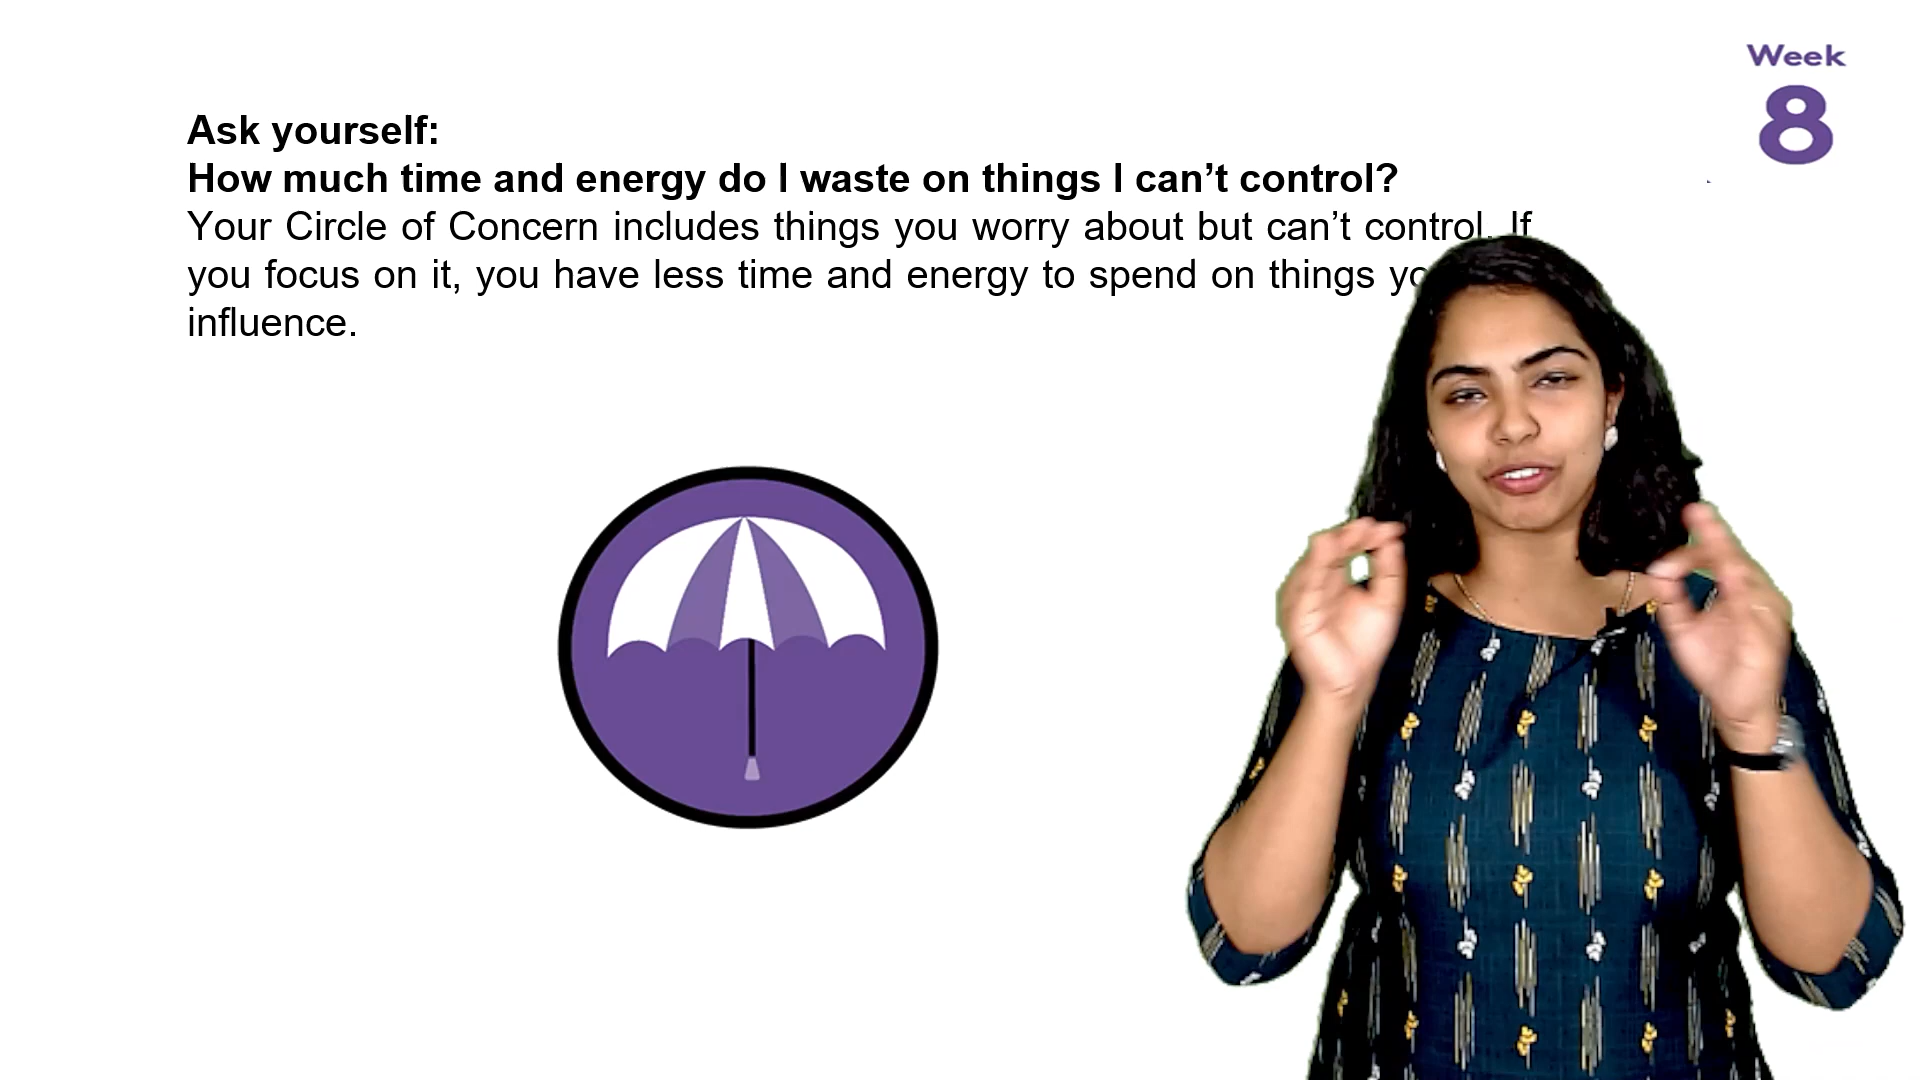 Week
8
Ask yourself:
How much time and energy do I waste on things I can’t control?
Your Circle of Concern includes things you worry about but can’t control. If
you focus on it, you have less time and energy to spend on things
influence.